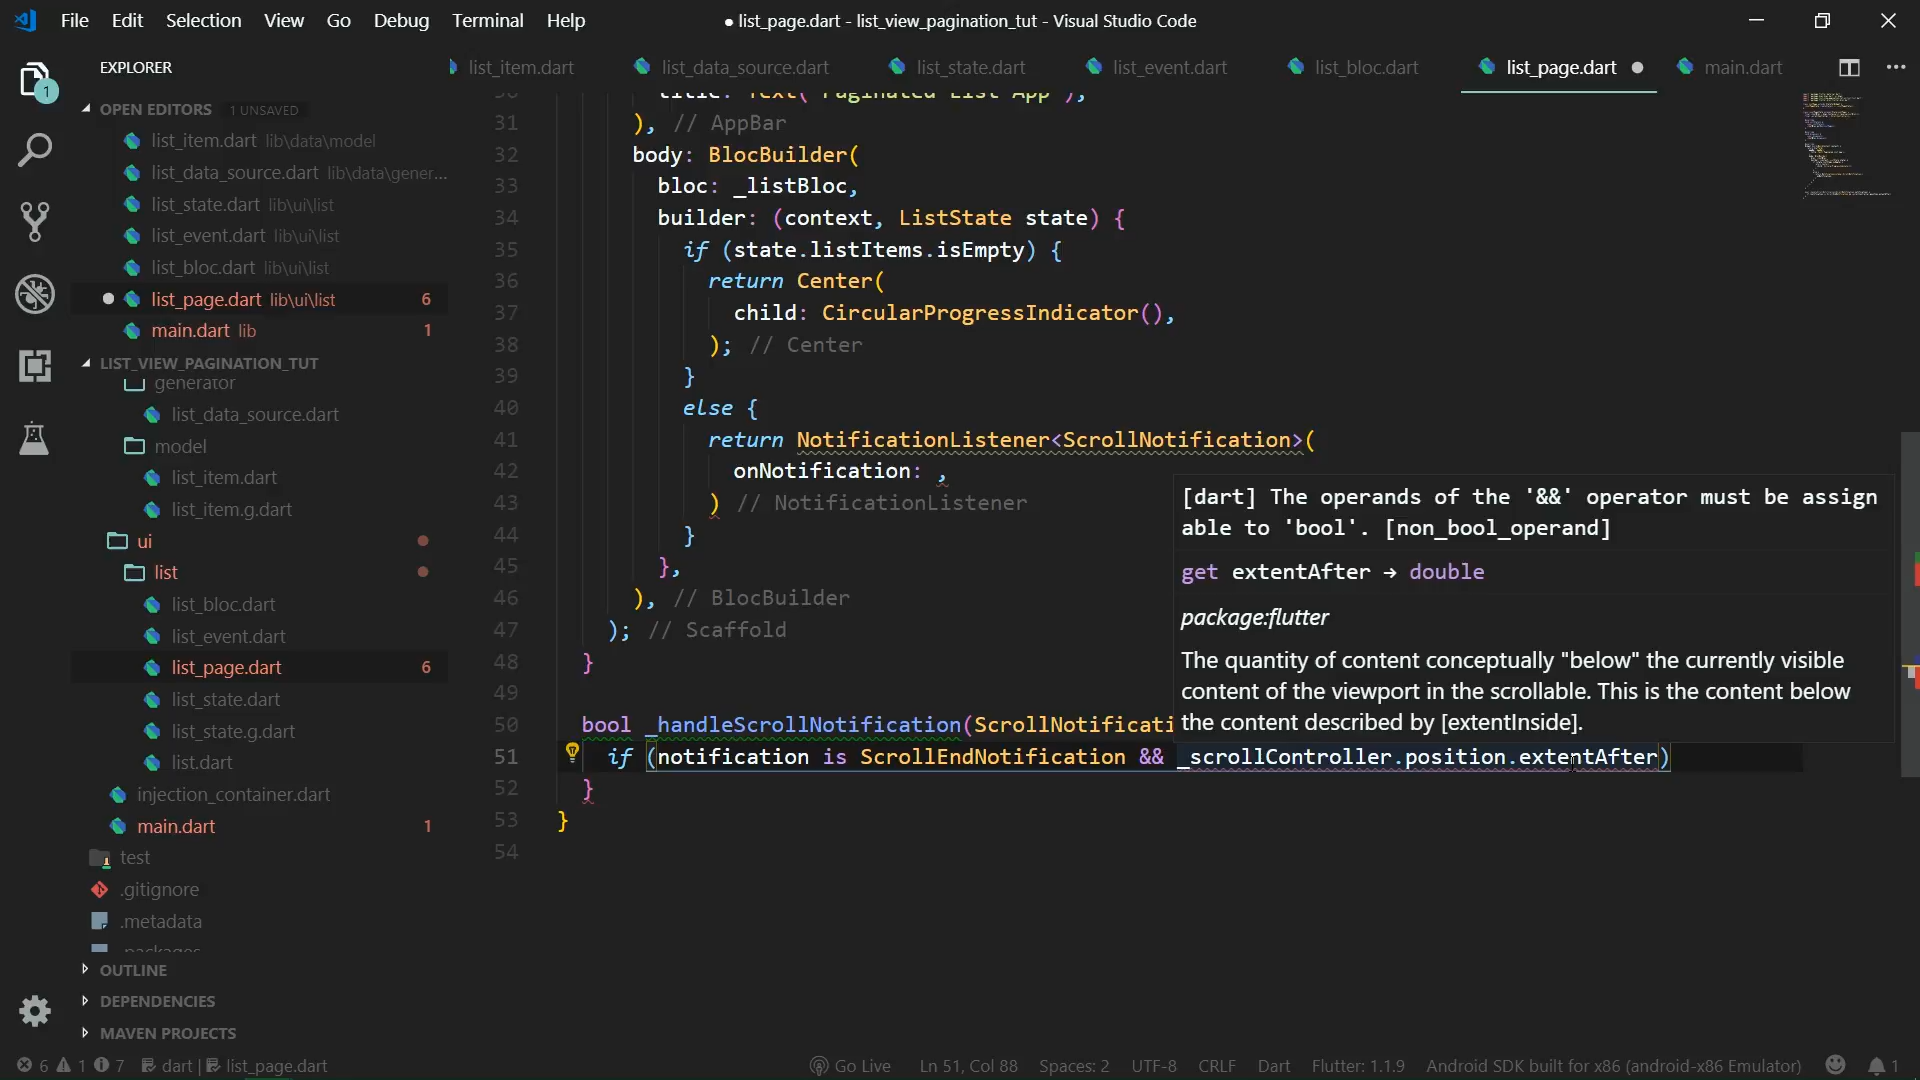 File Edit Selection View Go Debug Terminal Help
● list_page.dart - list_view_pagination_tut - Visual Studio Code
EXPLORER
list_item.dart list_data_source.dart list_state.dart list_event.dart list_bloc.dart list_page.dart main.dart
1
OPEN EDITORS 1 UNSAVED
list_item.dart lib\data\model
list_data_source.dart lib\data\gener...
list_state.dart lib\ui\list
list_event.dart lib\ui\list
list_bloc.dart lib\ui\list
list_page.dart lib\ui\list 6
main.dart lib 1
LIST_VIEW_PAGINATION_TUT
generator
list_data_source.dart
model
list_item.dart
list_item.g.dart
ui
list
list_bloc.dart
list_event.dart
list_page.dart 6
list_state.dart
list_state.g.dart
list.dart
injection_container.dart
main.dart 1
test
.gitignore
.metadata
.packages
OUTLINE
DEPENDENCIES
MAVEN PROJECTS
30 title: Text('Paginated List App'),
31 ), // AppBar
32 body: BlocBuilder(
33 bloc: _listBloc,
34 builder: (context, ListState state) {
35 if (state.listItems.isEmpty) {
36 return Center(
37 child: CircularProgressIndicator(),
38 ); // Center
39 }
40 else {
41 return NotificationListener<ScrollNotification>(
42 onNotification: ,
43 ) // NotificationListener
44 }
45 },
46 ), // BlocBuilder
47 ); // Scaffold
48 }
49
50 bool _handleScrollNotification(ScrollNotificati
51 if (notification is ScrollEndNotification && _scrollController.position.extentAfter)
52 }
53 }
54
[dart] The operands of the '&&' operator must be assign
able to 'bool'. [non_bool_operand]
get extentAfter → double
package:flutter
The quantity of content conceptually "below" the currently visible
content of the viewport in the scrollable. This is the content below
the content described by [extentInside].
6 1 7 dart | list_page.dart Go Live Ln 51, Col 88 Spaces: 2 UTF-8 CRLF Dart Flutter: 1.1.9 Android SDK built for x86 (android-x86 Emulator) 1